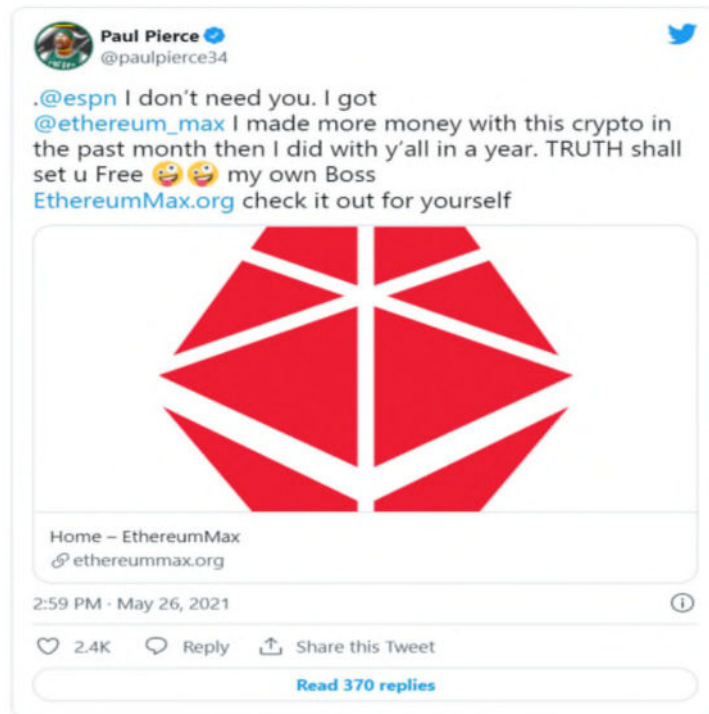 Paul Pierce
@paulpierce34
.@espn I don't need you. I got
@ethereum_max I made more money with this crypto in
the past month then I did with y'all in a year. TRUTH shall
set u Free 🤪🤪 my own Boss
EthereumMax.org check it out for yourself
Home – EthereumMax
ethereummax.org
2:59 PM · May 26, 2021
2.4K Reply Share this Tweet
Read 370 replies